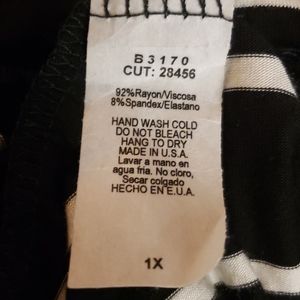 B3170
CUT: 28456
92%Rayon/Viscosa
8%Spandex/Elastano
HAND WASH COLD
DO NOT BLEACH
HANG TO DRY
MADE IN U.S.A.
Lavar a mano en
agua fria. No cloro,
Secar colgado
HECHO EN E.U.A.
1X